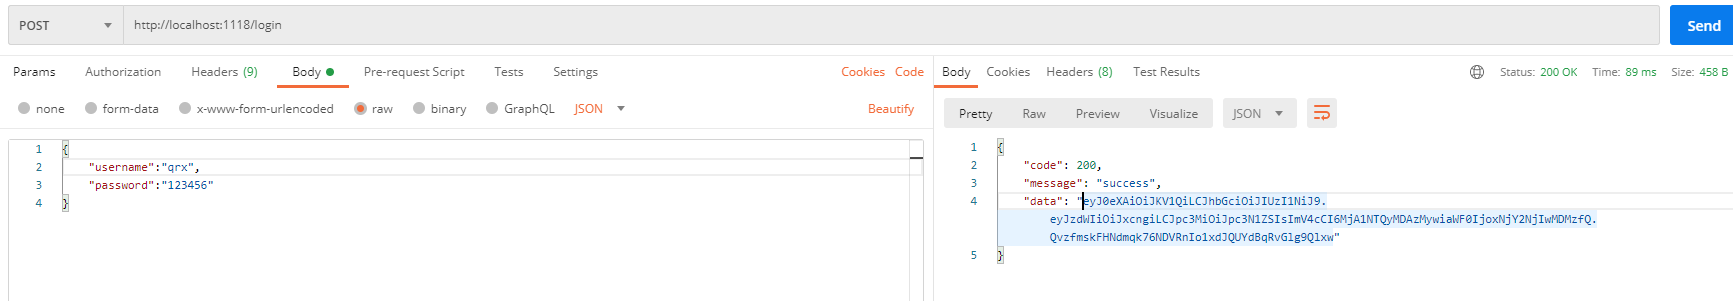 POST http://localhost:1118/login Send
Params Authorization Headers (9) Body Pre-request Script Tests Settings Cookies Code
none form-data x-www-form-urlencoded raw binary GraphQL JSON Beautify
1 {
2 "username":"qrx",
3 "password":"123456"
4 }
Body Cookies Headers (8) Test Results Status: 200 OK Time: 89 ms Size: 458 B
Pretty Raw Preview Visualize JSON
1 {
2 "code": 200,
3 "message": "success",
4 "data": "eyJ0eXAiOiJKV1QiLCJhbGciOiJIUzI1NiJ9.
eyJzdWIiOiJxcngiLCJpc3MiOiJpc3N1ZSIsImV4cCI6MjA1NTQyMDAzMywiaWF0IjoxNjY2NjIwMDMzfQ.
QvzfmskFHNdmqk76NDVRnIo1xdJQUYdBqRvGlg9Qlxw"
5 }